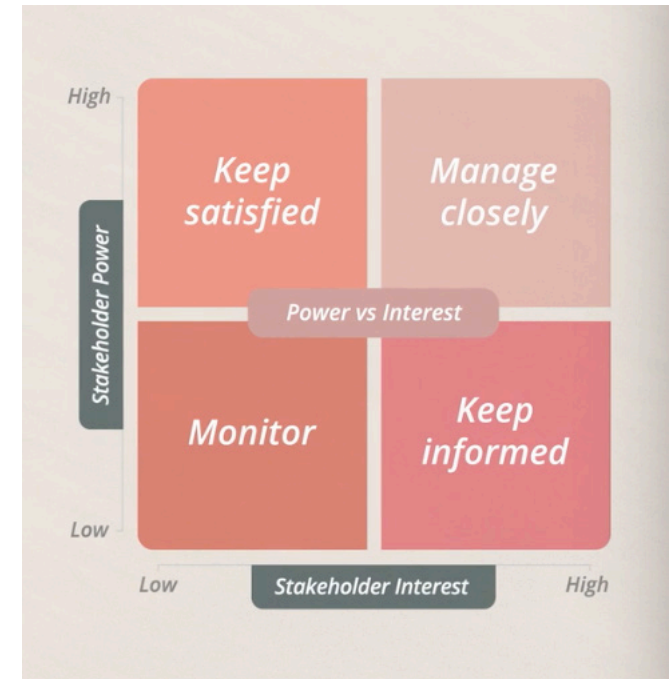 High
Keep
satisfied
Manage
closely
Stakeholder Power
Power vs Interest
Monitor
Keep
informed
Low
Low
Stakeholder Interest
High